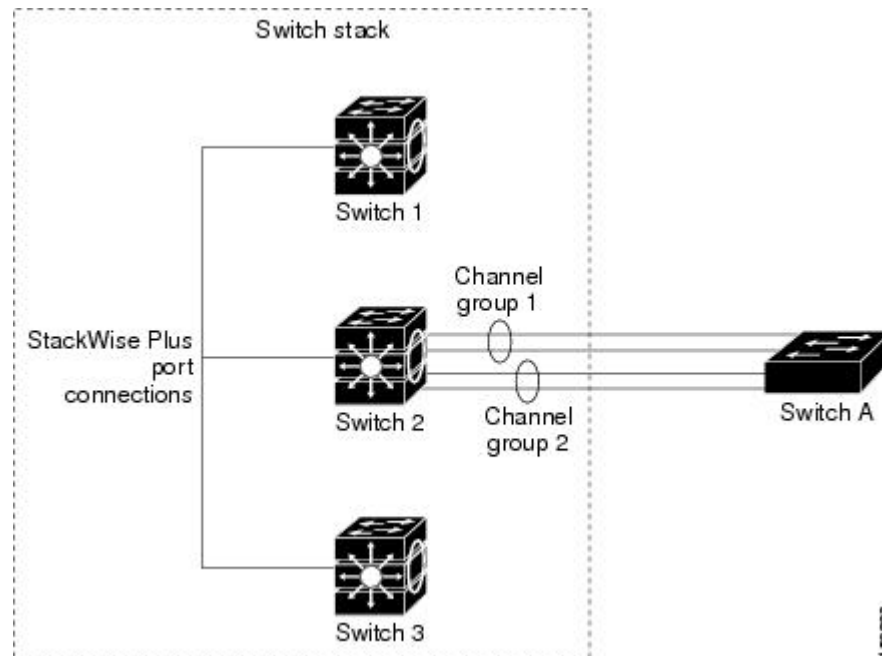 Switch stack
Switch 1
Channel
group 1
StackWise Plus
port
connections
Switch 2
Switch A
Channel
group 2
Switch 3